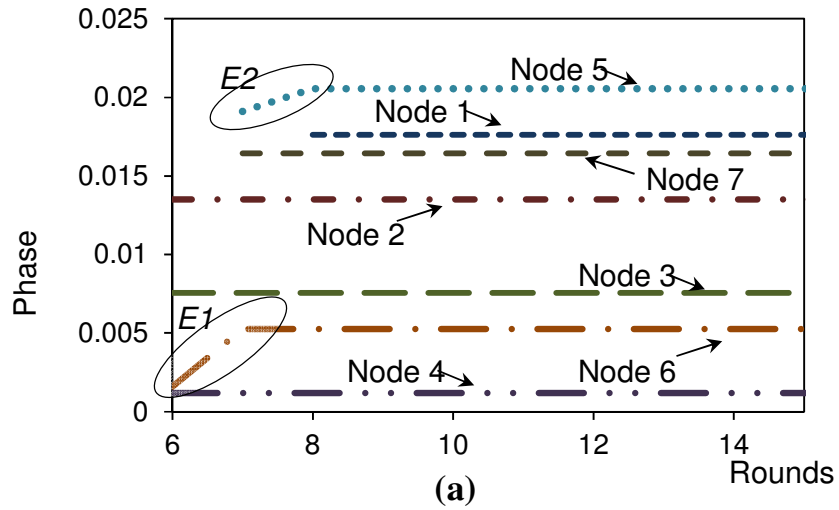 0.025
E2
Node 5
0.02
Node 1
0.015
Node 7
Node 2
0.01
Phase
Node 3
E1
0.005
Node 4
Node 6
0
6 8 10 12 14
Rounds
(a)